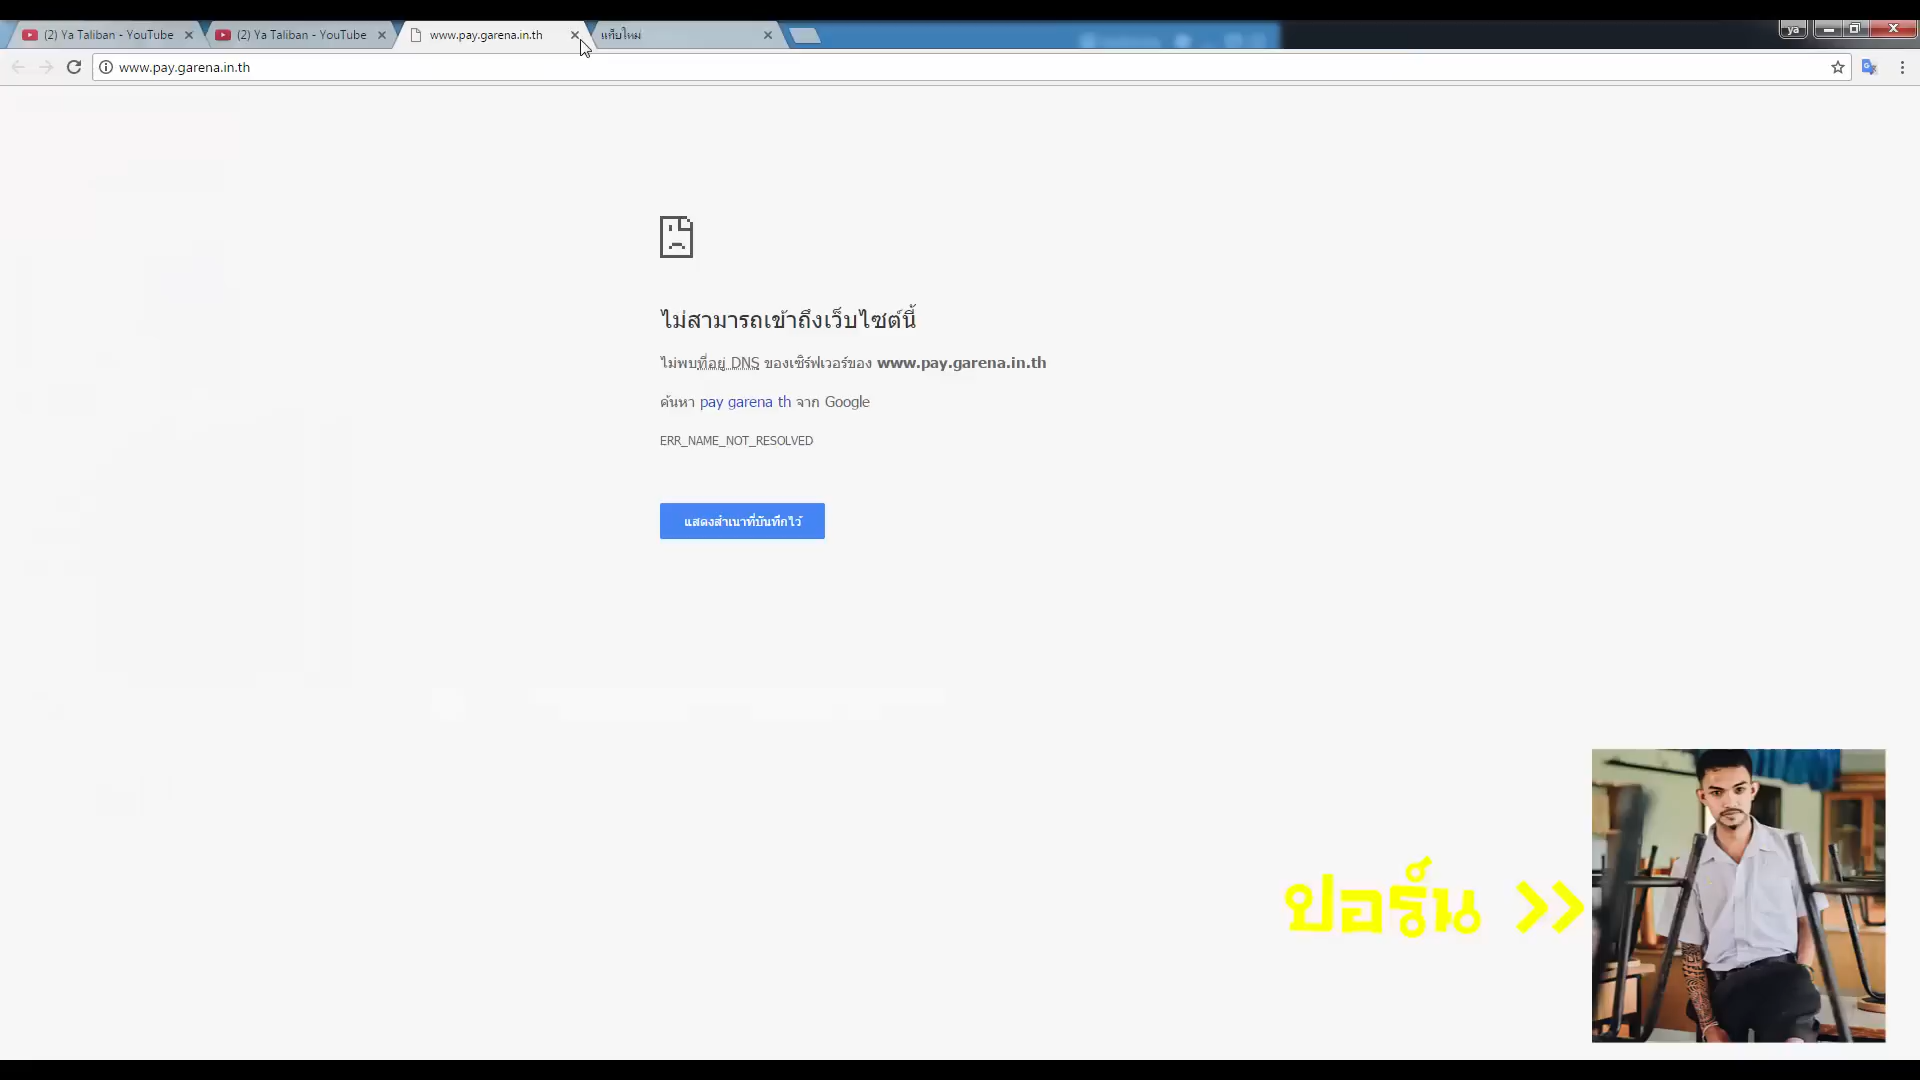 (2) Ya Taliban - YouTube
(2) Ya Taliban - YouTube
www.pay.garena.in.th
แท็บใหม่
ya
www.pay.garena.in.th
ไม่สามารถเข้าถึงเว็บไซต์นี้
ไม่พบที่อยู่ DNS ของเซิร์ฟเวอร์ของ www.pay.garena.in.th
ค้นหา pay garena th จาก Google
ERR_NAME_NOT_RESOLVED
แสดงสำเนาที่บันทึกไว้
ปอร์น >>